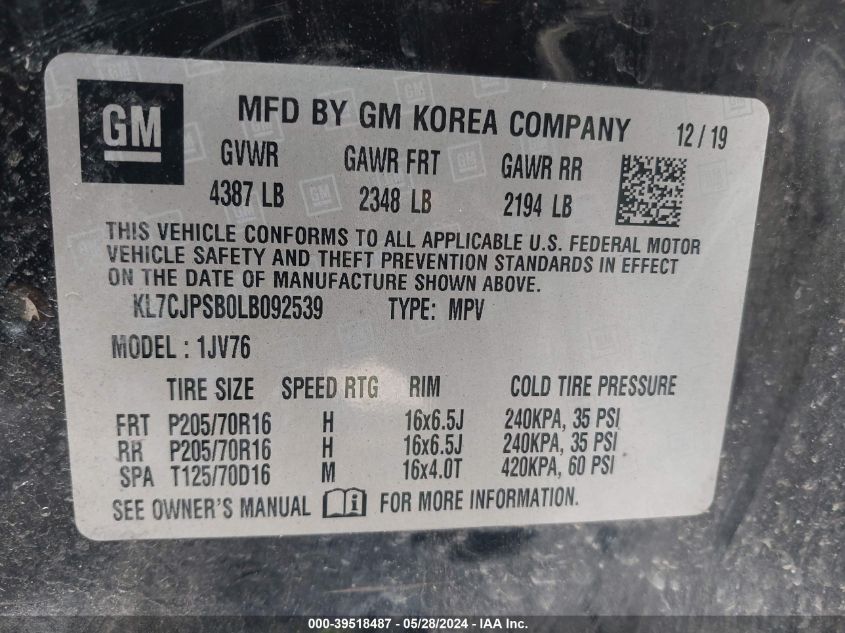 GM
MFD BY GM KOREA COMPANY 12/19
GVWR GAWR FRT GAWR RR
4387 LB 2348 LB 2194 LB
THIS VEHICLE CONFORMS TO ALL APPLICABLE U.S. FEDERAL MOTOR
VEHICLE SAFETY AND THEFT PREVENTION STANDARDS IN EFFECT
ON THE DATE OF MANUFACTURE SHOWN ABOVE.
KL7CJPSB0LB092539 TYPE: MPV
MODEL : 1JV76
TIRE SIZE SPEED RTG RIM COLD TIRE PRESSURE
FRT P205/70R16 H 16x6.5J 240KPA, 35 PSI
RR P205/70R16 H 16x6.5J 240KPA, 35 PSI
SPA T125/70D16 M 16x4.0T 420KPA, 60 PSI
SEE OWNER'S MANUAL i FOR MORE INFORMATION.
000-39518487 - 05/28/2024 - IAA Inc.